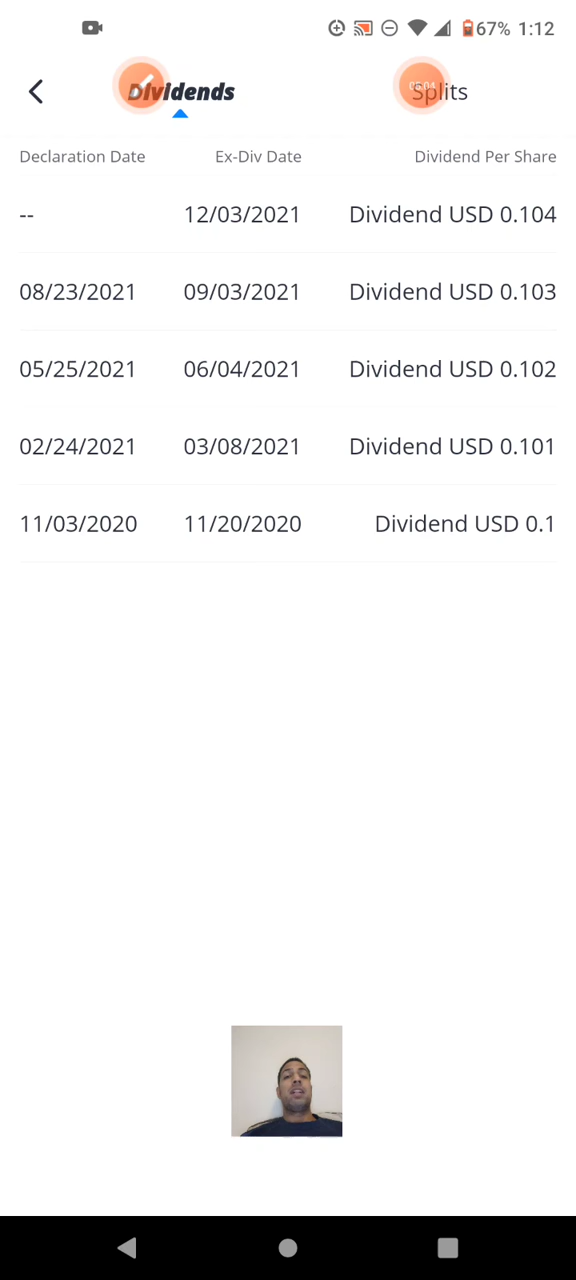 67% 1:12
Dividends Splits
Declaration Date Ex-Div Date Dividend Per Share
-- 12/03/2021 Dividend USD 0.104
08/23/2021 09/03/2021 Dividend USD 0.103
05/25/2021 06/04/2021 Dividend USD 0.102
02/24/2021 03/08/2021 Dividend USD 0.101
11/03/2020 11/20/2020 Dividend USD 0.1